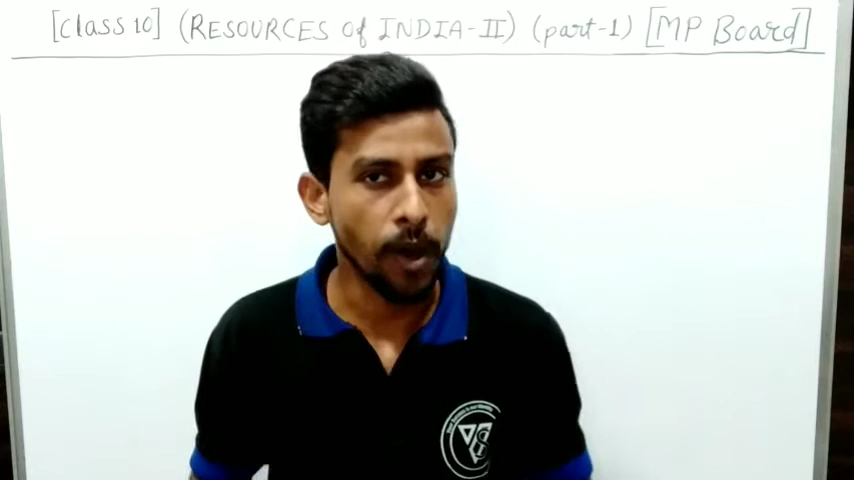 [Class 10] (RESOURCES of INDIA-II) (part-1) [MP Board]